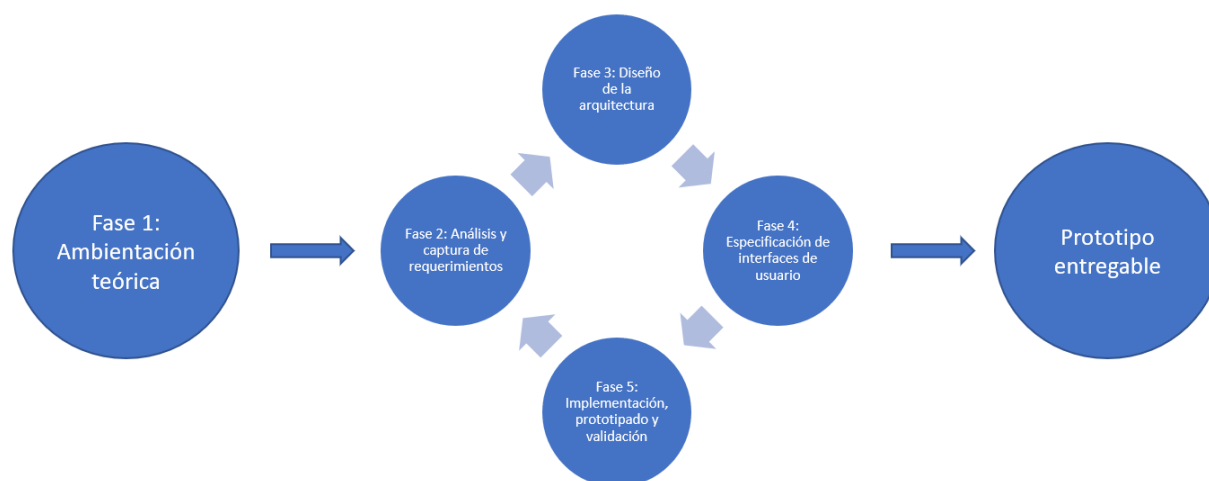 Fase 1:
Ambientación
teórica
Fase 2: Análisis y
captura de
requerimientos
Fase 3: Diseño
de la
arquitectura
Fase 4:
Especificación de
interfaces de
usuario
Fase 5:
Implementación,
prototipado y
validación
Prototipo
entregable